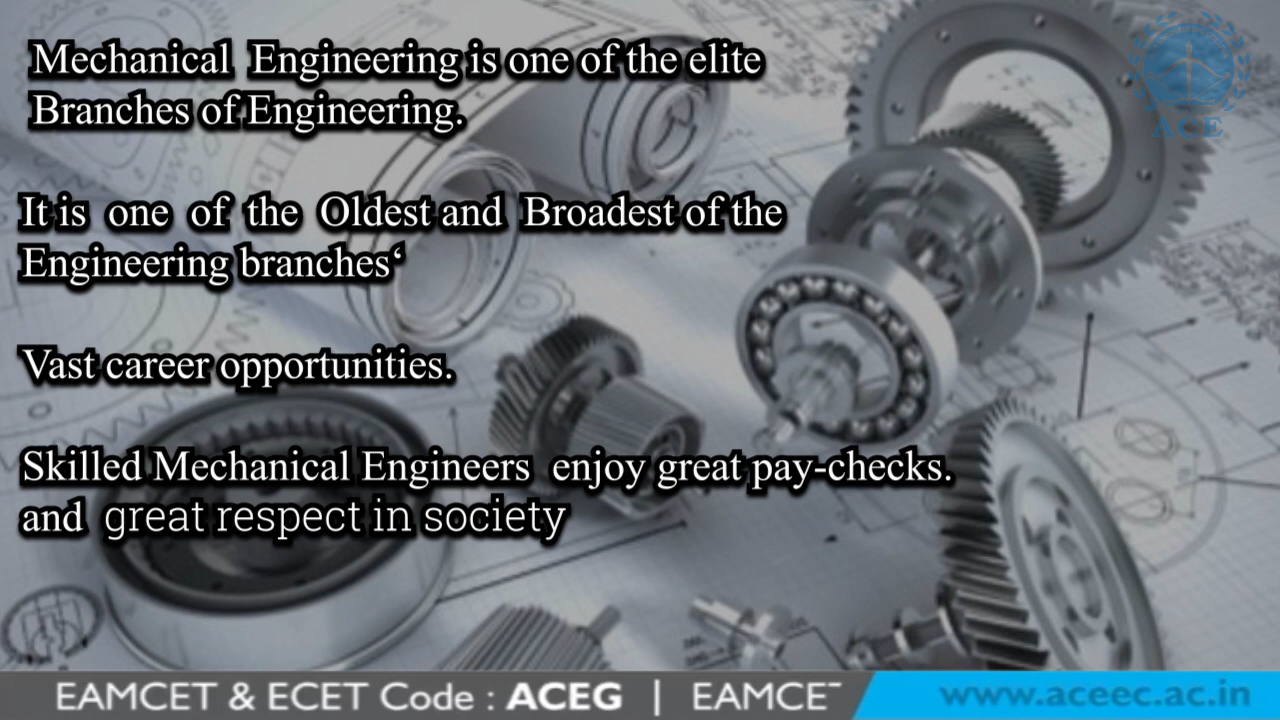 Mechanical Engineering is one of the elite
Branches of Engineering.
It is one of the Oldest and Broadest of the
Engineering branches‘
Vast career opportunities.
Skilled Mechanical Engineers enjoy great pay-checks.
and great respect in society
ACE
EAMCET & ECET Code : ACEG | EAMCE
www.aceec.ac.in